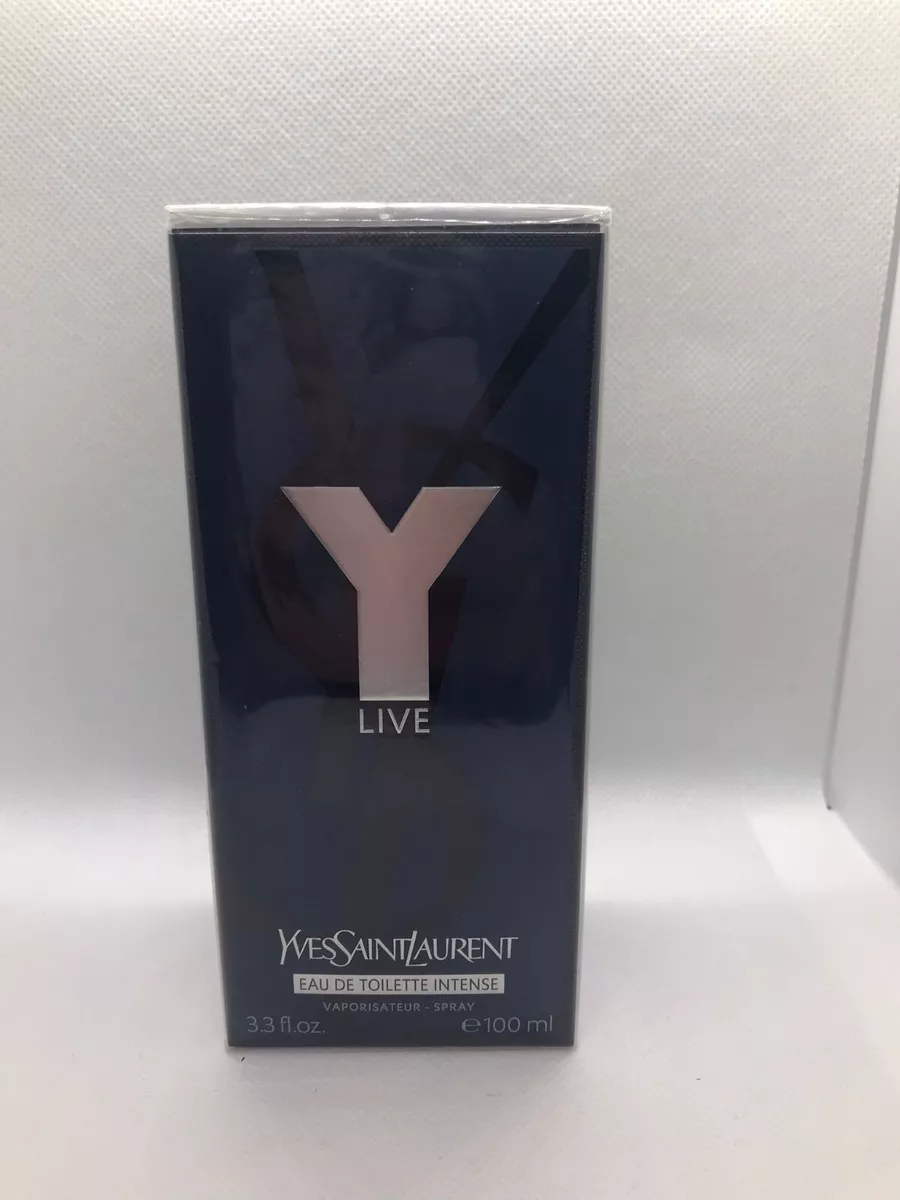 Y
LIVE
YVESSAINTLAURENT
EAU DE TOILETTE INTENSE
VAPORISATEUR - SPRAY
3.3 fl.oz. ℮100 ml